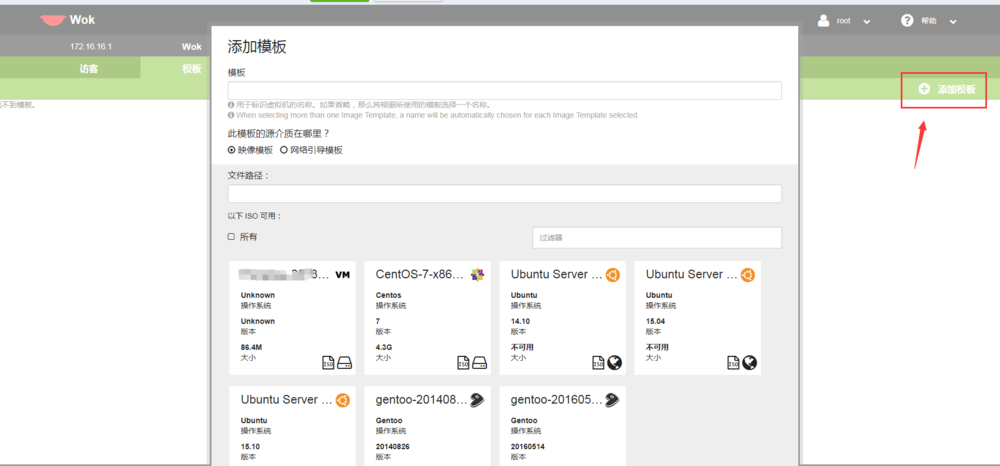 Wok
root
帮助
172.16.16.1
Wok
访客
模板
添加模板
找不到模板。
添加模板
模板
用于标识虚拟机的名称。如果省略，那么将根据所使用的模板选择一个名称。
When selecting more than one Image Template, a name will be automatically chosen for each Image Template selected.
此模板的源介质在哪里？
映像模板 网络引导模板
文件路径：
以下 ISO 可用：
所有
过滤器
VM
Unknown
操作系统
Unknown
版本
86.4M
大小
ISO
CentOS-7-x86...
Centos
操作系统
7
版本
4.3G
大小
ISO
Ubuntu Server ...
Ubuntu
操作系统
14.10
版本
不可用
大小
ISO
Ubuntu Server ...
Ubuntu
操作系统
15.04
版本
不可用
大小
ISO
Ubuntu Server ...
Ubuntu
操作系统
15.10
版本
gentoo-201408...
Gentoo
操作系统
20140826
版本
gentoo-201605...
Gentoo
操作系统
20160514
版本